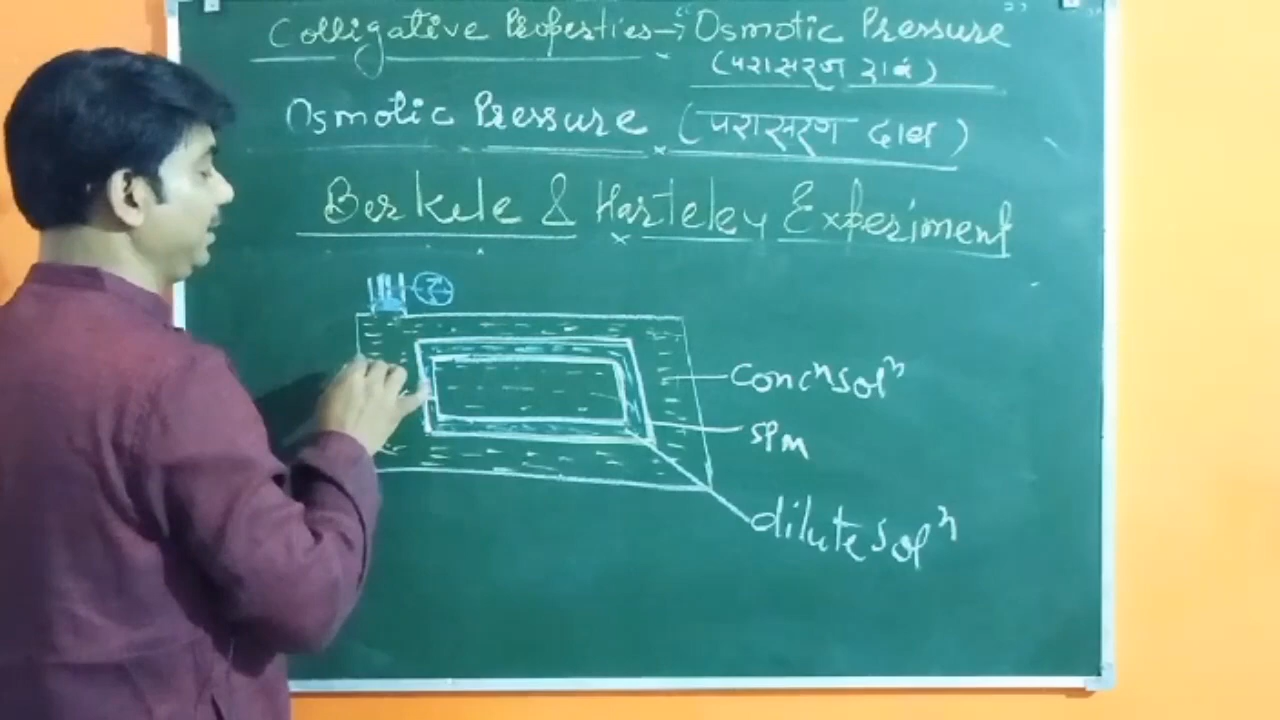 Colligative Properties→"Osmotic Pressure"
(परासरण दाब)
Osmotic Pressure (परासरण दाब)
Berkele & Harteley Experiment
concⁿ solⁿ
SPM
dilute solⁿ